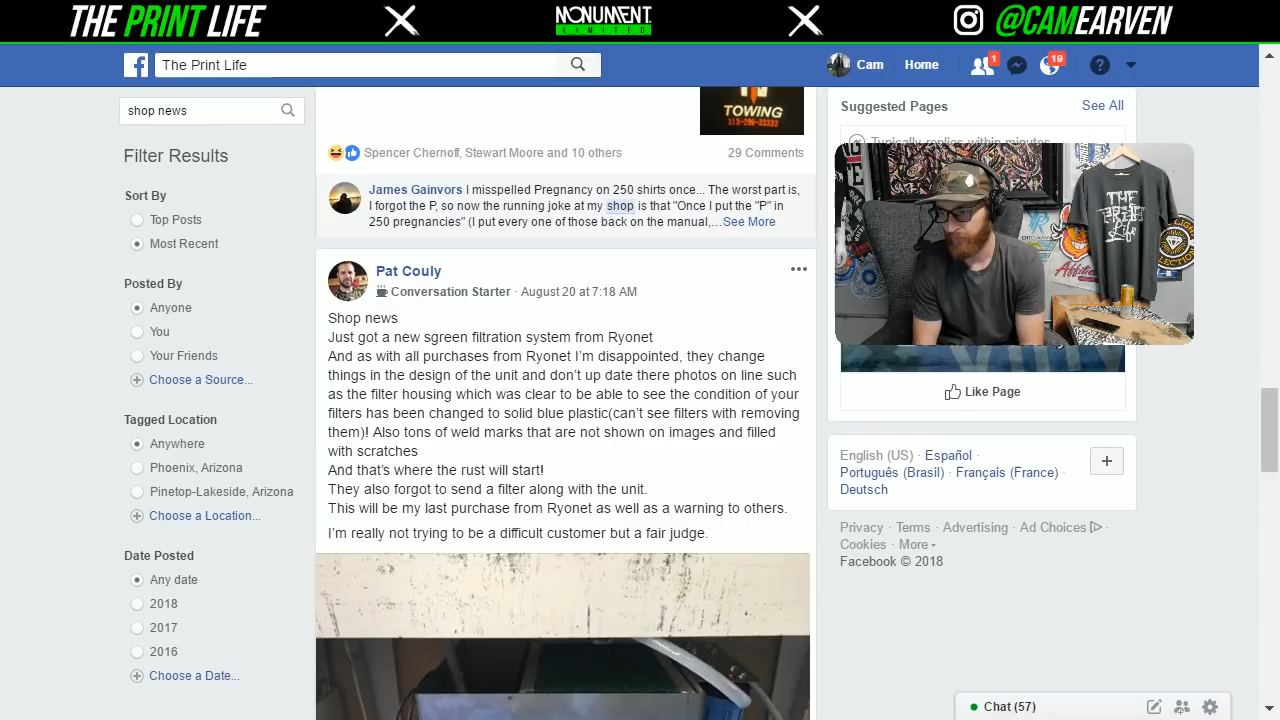 THE PRINT LIFE
MONUMENT
LIMITED
@CAMEARVEN
The Print Life
Cam
Home
1
19
shop news
Filter Results
Sort By
Top Posts
Most Recent
Posted By
Anyone
You
Your Friends
Choose a Source...
Tagged Location
Anywhere
Phoenix, Arizona
Pinetop-Lakeside, Arizona
Choose a Location...
Date Posted
Any date
2018
2017
2016
Choose a Date...
TOWING
Spencer Chernoff, Stewart Moore and 10 others
29 Comments
James Gainvors I misspelled Pregnancy on 250 shirts once... The worst part is,
I forgot the P, so now the running joke at my shop is that "Once I put the "P" in
250 pregnancies" (I put every one of those back on the manual,...See More
Pat Couly
Conversation Starter · August 20 at 7:18 AM
Shop news
Just got a new sgreen filtration system from Ryonet
And as with all purchases from Ryonet I'm disappointed, they change
things in the design of the unit and don't up date there photos on line such
as the filter housing which was clear to be able to see the condition of your
filters has been changed to solid blue plastic(can't see filters with removing
them)! Also tons of weld marks that are not shown on images and filled
with scratches
And that's where the rust will start!
They also forgot to send a filter along with the unit.
This will be my last purchase from Ryonet as well as a warning to others.
I'm really not trying to be a difficult customer but a fair judge.
Suggested Pages
See All
Typically replies within minutes
THE
PRINT
Life
Like Page
English (US) · Español ·
Português (Brasil) · Français (France) ·
Deutsch
Privacy · Terms · Advertising · Ad Choices ·
Cookies · More
Facebook © 2018
Chat (57)